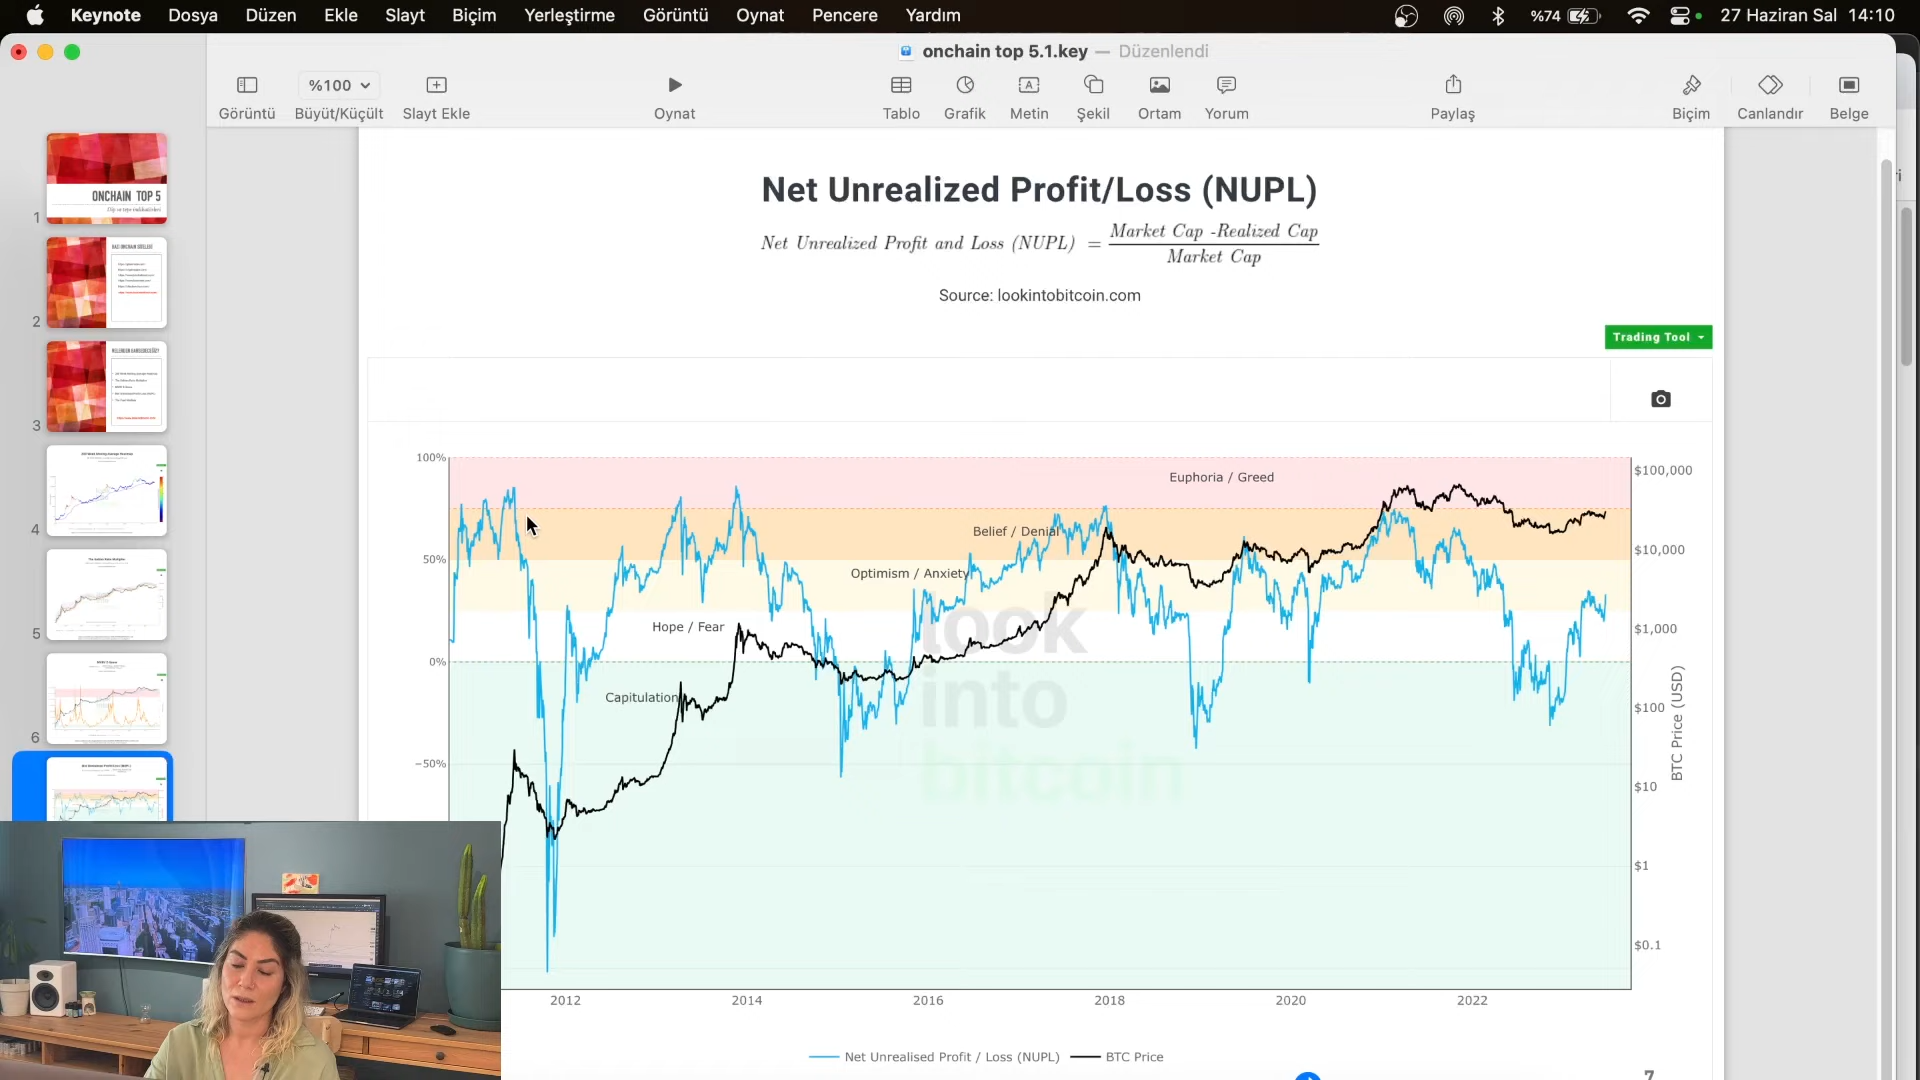 Keynote Dosya Düzen Ekle Slayt Biçim Yerleştirme Görüntü Oynat Pencere Yardım %74 27 Haziran Sal 14:10
onchain top 5.1.key — Düzenlendi
%100
Görüntü Büyüt/Küçült Slayt Ekle Oynat Tablo Grafik Metin Şekil Ortam Yorum Paylaş Biçim Canlandır Belge
ONCHAIN TOP 5
1
2
3
4
5
6
Net Unrealized Profit/Loss (NUPL)
Net Unrealized Profit and Loss (NUPL) = Market Cap -Realized Cap
Market Cap
Source: lookintobitcoin.com
Trading Tool
100%
50%
0%
−50%
Euphoria / Greed
Belief / Denial
Optimism / Anxiety
Hope / Fear
Capitulation
look
into
bitcoin
$100,000
$10,000
$1,000
$100
$10
$1
$0.1
BTC Price (USD)
2012 2014 2016 2018 2020 2022
Net Unrealised Profit / Loss (NUPL) BTC Price
7